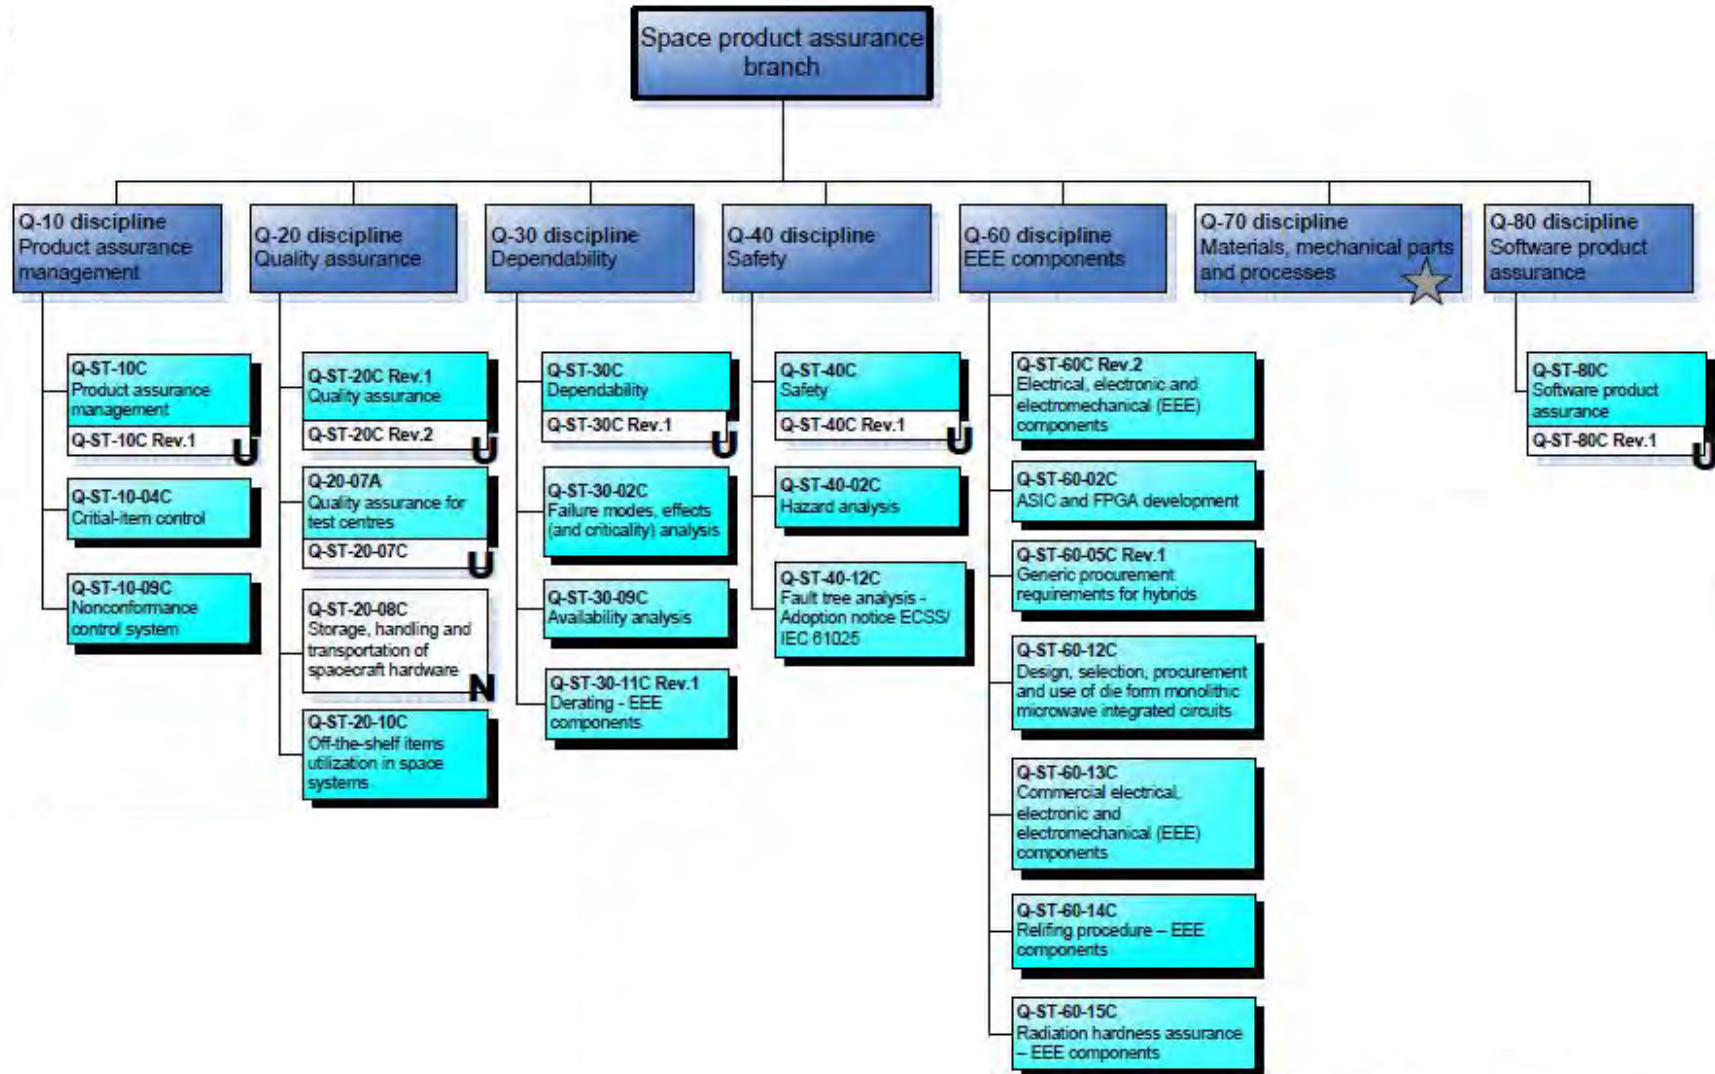 Space product assurance
branch
Q-10 discipline
Product assurance
management
Q-20 discipline
Quality assurance
Q-30 discipline
Dependability
Q-40 discipline
Safety
Q-60 discipline
EEE components
Q-70 discipline
Materials, mechanical parts
and processes
Q-80 discipline
Software product
assurance
Q-ST-10C
Product assurance
management
Q-ST-10C Rev.1
U
Q-ST-10-04C
Critial-item control
Q-ST-10-09C
Nonconformance
control system
Q-ST-20C Rev.1
Quality assurance
Q-ST-20C Rev.2
U
Q-20-07A
Quality assurance for
test centres
Q-ST-20-07C
U
Q-ST-20-08C
Storage, handling and
transportation of
spacecraft hardware
N
Q-ST-20-10C
Off-the-shelf items
utilization in space
systems
Q-ST-30C
Dependability
Q-ST-30C Rev.1
U
Q-ST-30-02C
Failure modes, effects
(and criticality) analysis
Q-ST-30-09C
Availability analysis
Q-ST-30-11C Rev.1
Derating - EEE
components
Q-ST-40C
Safety
Q-ST-40C Rev.1
U
Q-ST-40-02C
Hazard analysis
Q-ST-40-12C
Fault tree analysis -
Adoption notice ECSS/
IEC 61025
Q-ST-60C Rev.2
Electrical, electronic and
electromechanical (EEE)
components
Q-ST-60-02C
ASIC and FPGA development
Q-ST-60-05C Rev.1
Generic procurement
requirements for hybrids
Q-ST-60-12C
Design, selection, procurement
and use of die form monolithic
microwave integrated circuits
Q-ST-60-13C
Commercial electrical,
electronic and
electromechanical (EEE)
components
Q-ST-60-14C
Relifing procedure – EEE
components
Q-ST-60-15C
Radiation hardness assurance
– EEE components
Q-ST-80C
Software product
assurance
Q-ST-80C Rev.1
U